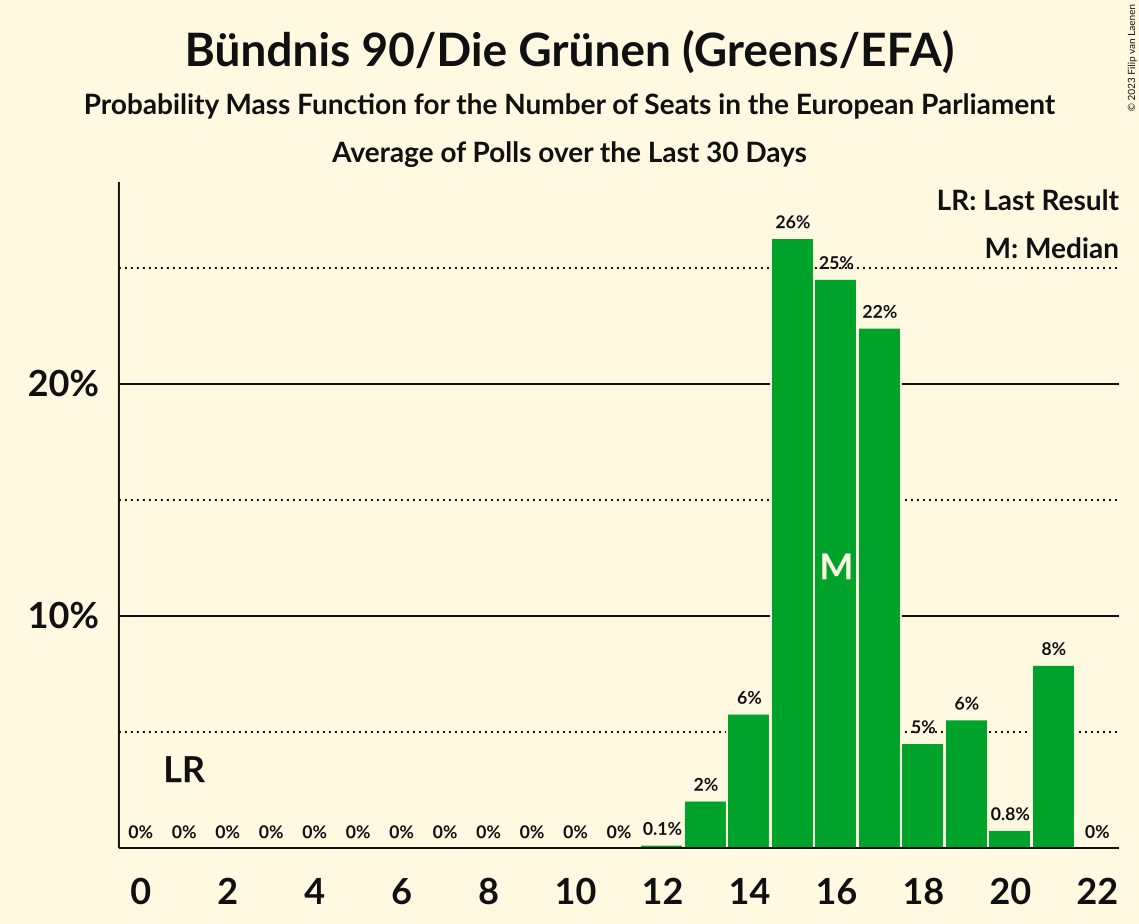 Bündnis 90/Die Grünen (Greens/EFA)
Probability Mass Function for the Number of Seats in the European Parliament
Average of Polls over the Last 30 Days
© 2023 Filip van Laenen
LR: Last Result
M: Median
26%
25%
22%
20%
M
10%
8%
6%
6%
5%
LR
2%
0.8%
0% 0% 0% 0% 0% 0% 0% 0% 0% 0% 0% 0% 0.1% 0%
0 2 4 6 8 10 12 14 16 18 20 22